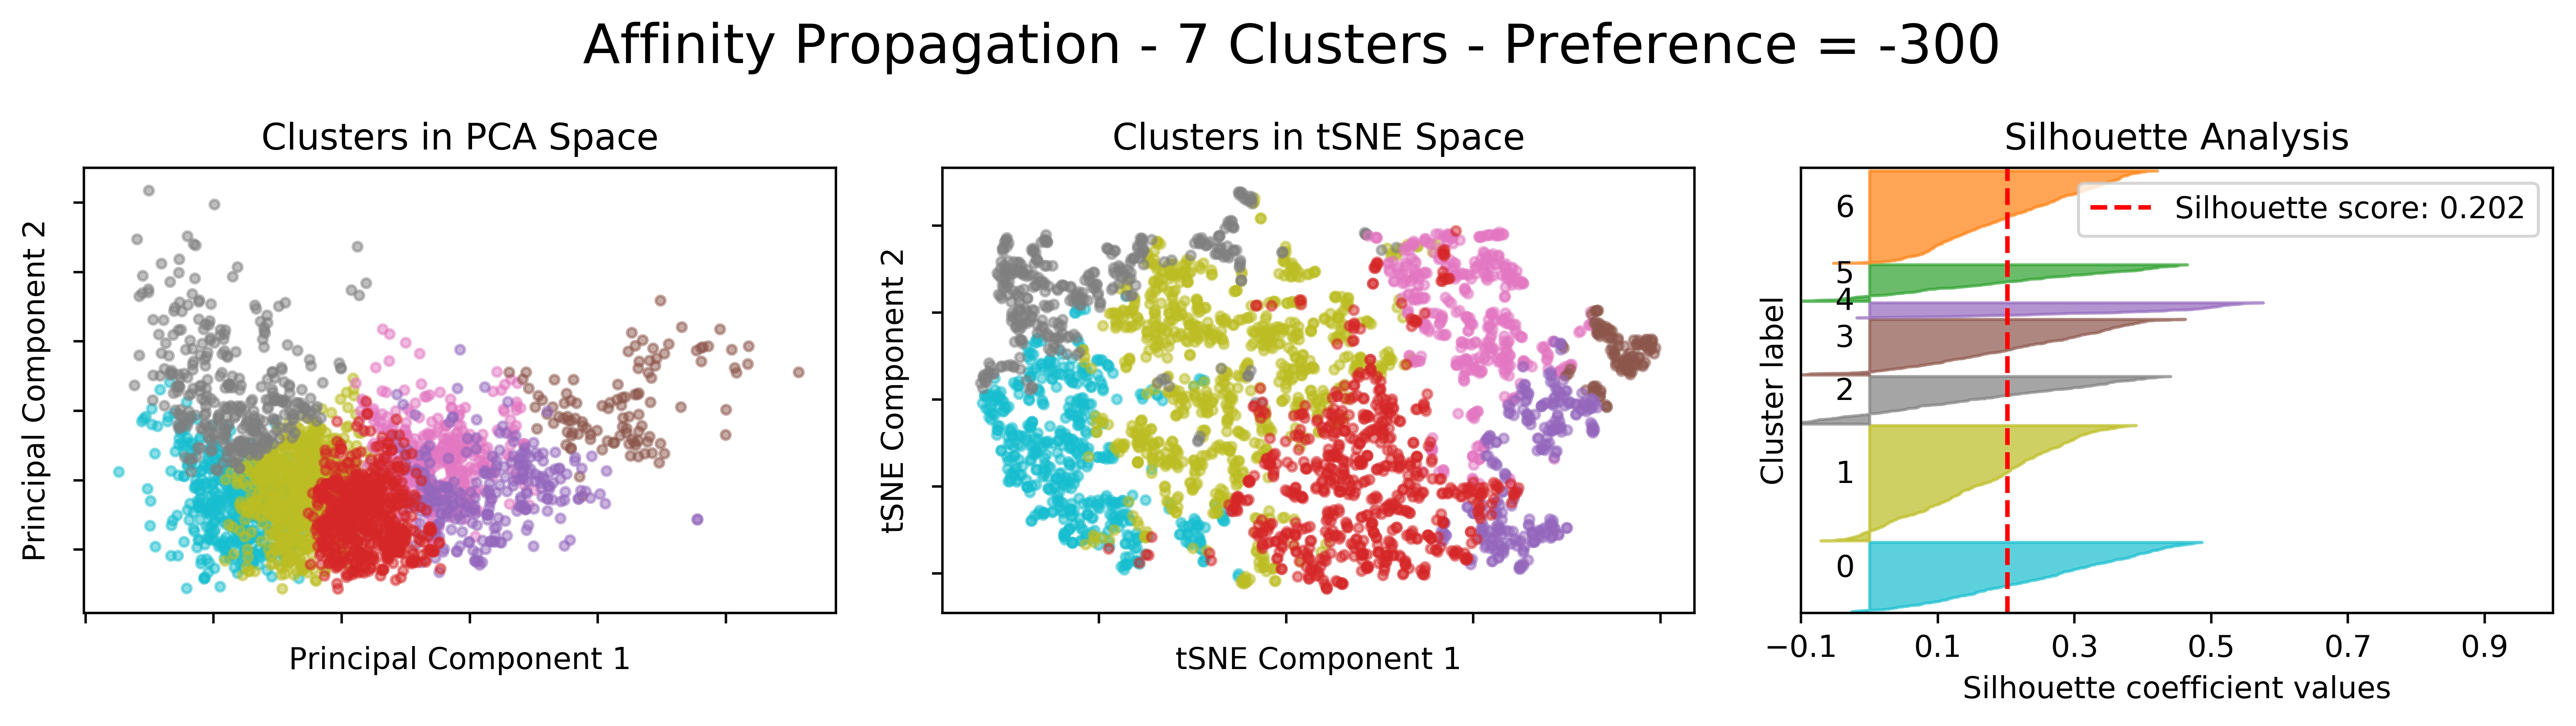 Affinity Propagation - 7 Clusters - Preference = -300
Clusters in PCA Space
Principal Component 2
Principal Component 1
Clusters in tSNE Space
tSNE Component 2
tSNE Component 1
Silhouette Analysis
Silhouette score: 0.202
Cluster label
6
5
4
3
2
1
0
−0.1 0.1 0.3 0.5 0.7 0.9
Silhouette coefficient values